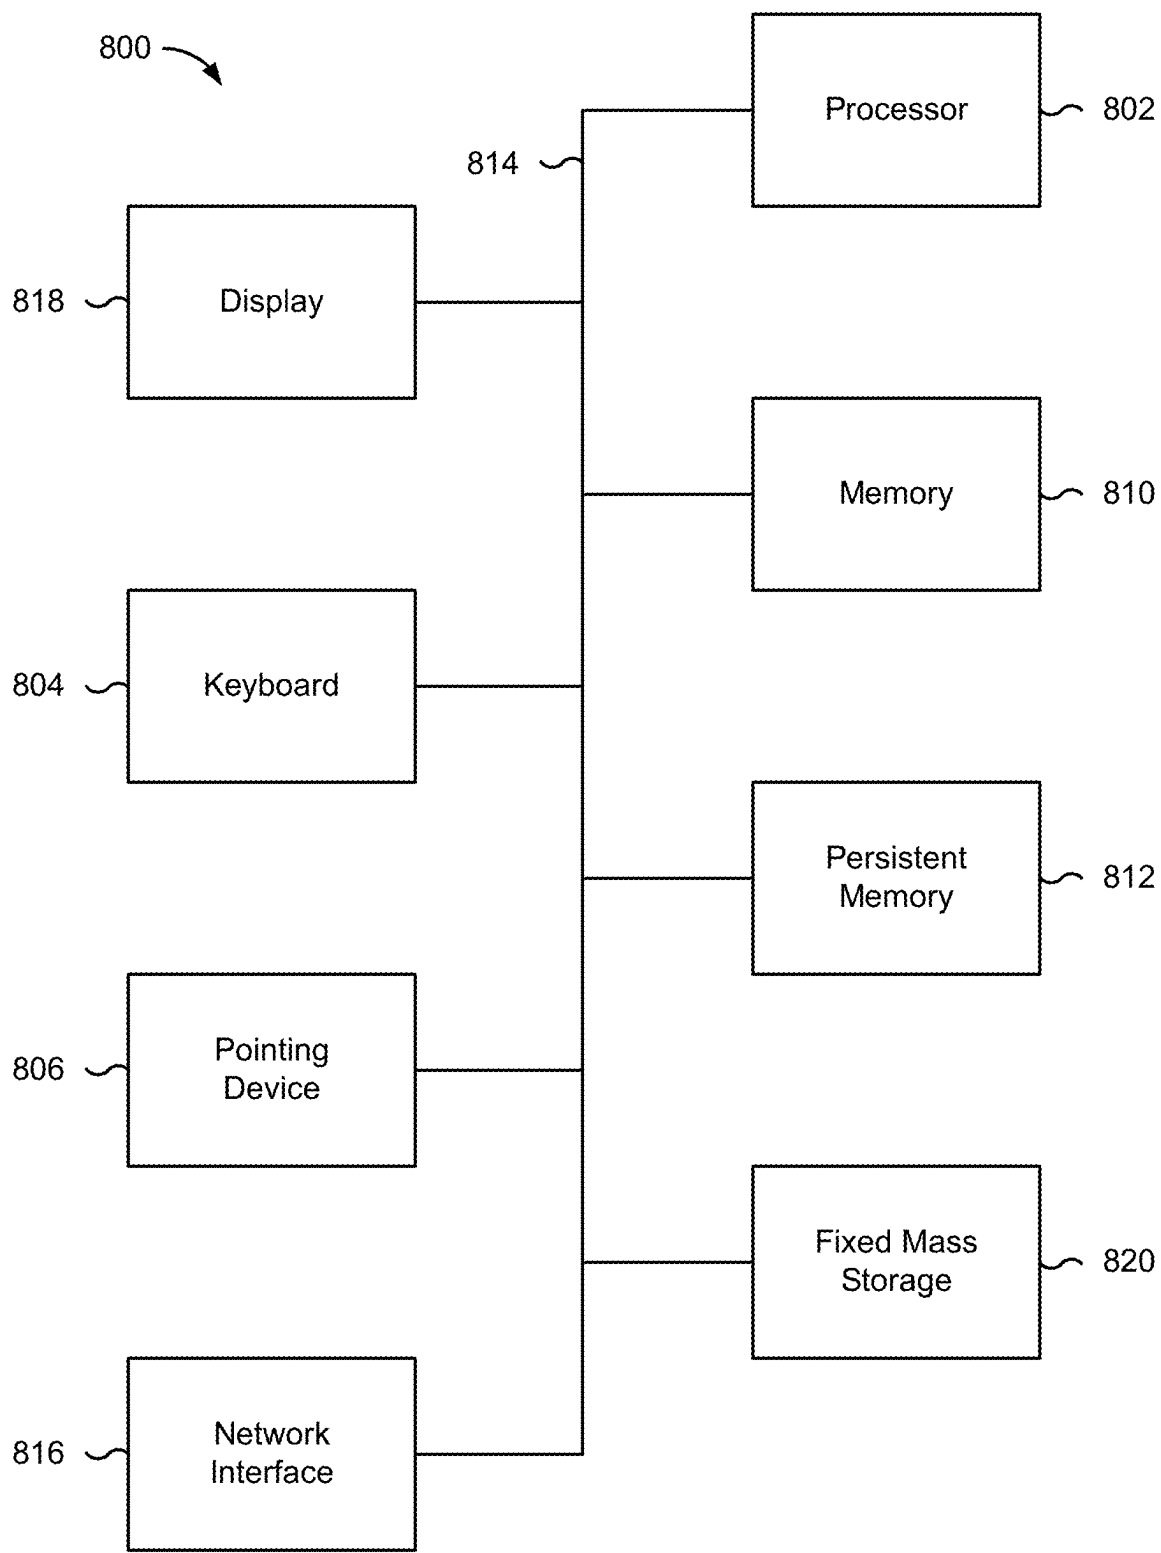 800
Processor
802
814
818
Display
Memory
810
804
Keyboard
Persistent
Memory
812
806
Pointing
Device
Fixed Mass
Storage
820
816
Network
Interface